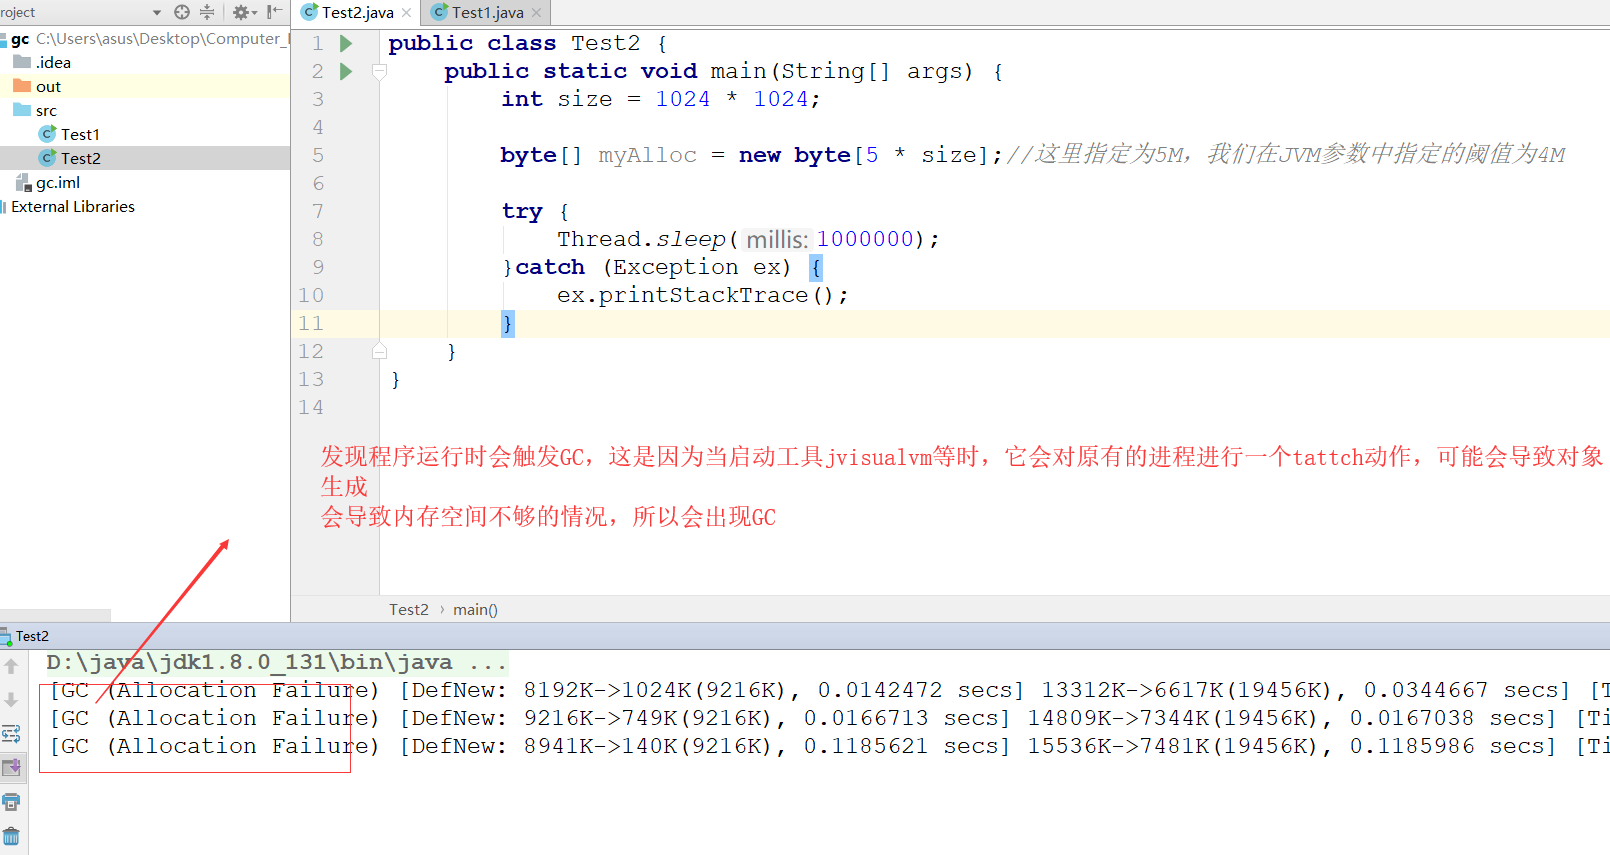 roject
Test2.java
Test1.java
gc C:\Users\asus\Desktop\Computer_
.idea
out
src
Test1
Test2
gc.iml
External Libraries
1 public class Test2 {
2 public static void main(String[] args) {
3 int size = 1024 * 1024;
4
5 byte[] myAlloc = new byte[5 * size];//这里指定为5M，我们在JVM参数中指定的阈值为4M
6
7 try {
8 Thread.sleep( millis: 1000000);
9 }catch (Exception ex) {
10 ex.printStackTrace();
11 }
12 }
13 }
14
发现程序运行时会触发GC，这是因为当启动工具jvisualvm等时，它会对原有的进程进行一个tattch动作，可能会导致对象
生成
会导致内存空间不够的情况，所以会出现GC
Test2 › main()
Test2
D:\java\jdk1.8.0_131\bin\java ...
[GC (Allocation Failure) [DefNew: 8192K->1024K(9216K), 0.0142472 secs] 13312K->6617K(19456K), 0.0344667 secs] [T
[GC (Allocation Failure) [DefNew: 9216K->749K(9216K), 0.0166713 secs] 14809K->7344K(19456K), 0.0167038 secs] [Ti
[GC (Allocation Failure) [DefNew: 8941K->140K(9216K), 0.1185621 secs] 15536K->7481K(19456K), 0.1185986 secs] [Ti